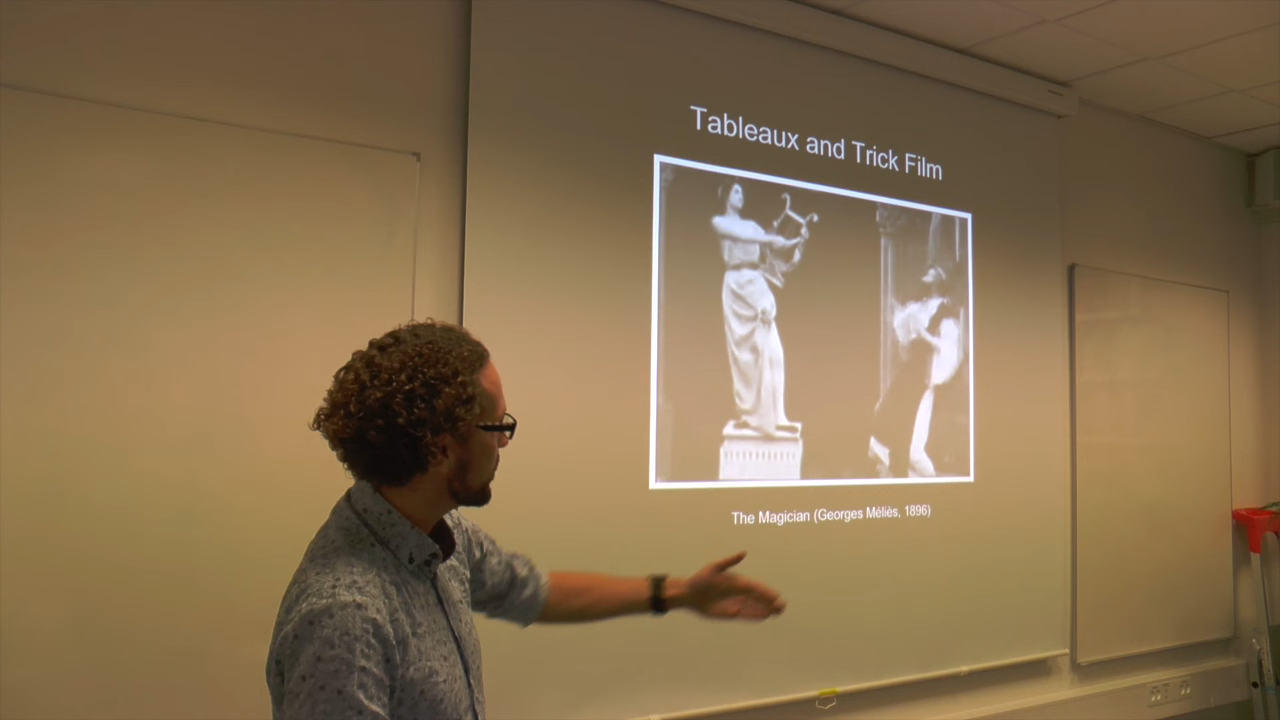 Tableaux and Trick Film
The Magician (Georges Méliès, 1896)